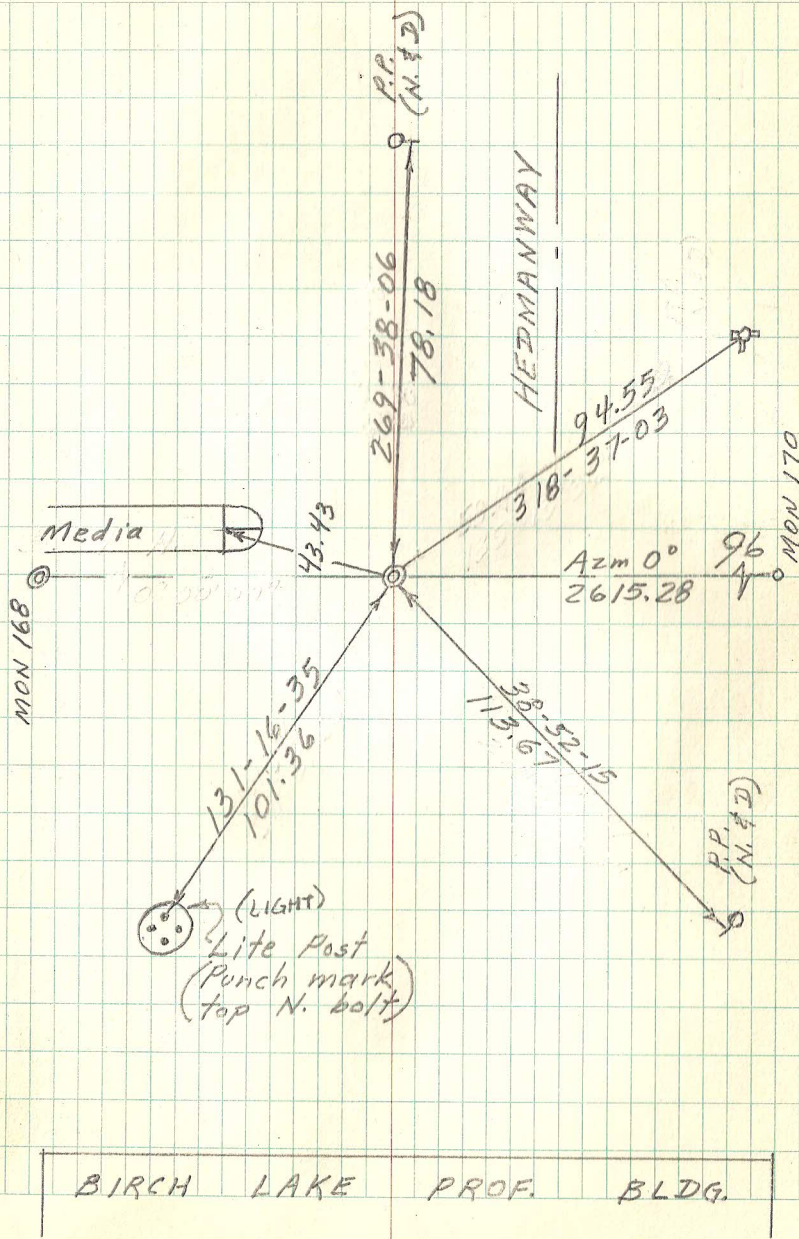 P.P.
(N. & D)
HEDMANWAY
269-38-06
78.18
94.55
318-37-03
Media
43.43
Azm 0°
2615.28
96
MON 170
MON 168
131-16-35
101.36
38-52-15
113.67
P.P.
(N. & D)
(LIGHT)
Lite Post
(Punch mark
top N. bolt)
BIRCH LAKE PROF. BLDG.